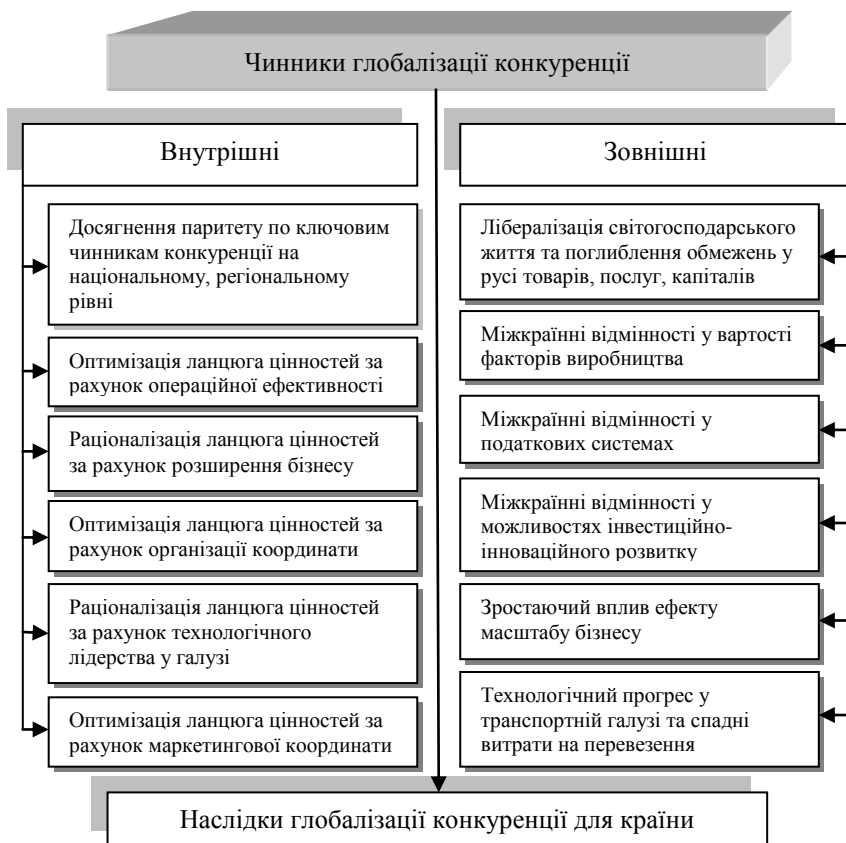 Чинники глобалізації конкуренції
Внутрішні
Досягнення паритету по ключовим
чинникам конкуренції на
національному, регіональному
рівні
Оптимізація ланцюга цінностей за
рахунок операційної ефективності
Раціоналізація ланцюга цінностей
за рахунок розширення бізнесу
Оптимізація ланцюга цінностей за
рахунок організації координати
Раціоналізація ланцюга цінностей
за рахунок технологічного
лідерства у галузі
Оптимізація ланцюга цінностей за
рахунок маркетингової координати
Зовнішні
Лібералізація світогосподарського
життя та поглиблення обмежень у
русі товарів, послуг, капіталів
Міжкраїнні відмінності у вартості
факторів виробництва
Міжкраїнні відмінності у
податкових системах
Міжкраїнні відмінності у
можливостях інвестиційно-
інноваційного розвитку
Зростаючий вплив ефекту
масштабу бізнесу
Технологічний прогрес у
транспортній галузі та спадні
витрати на перевезення
Наслідки глобалізації конкуренції для країни